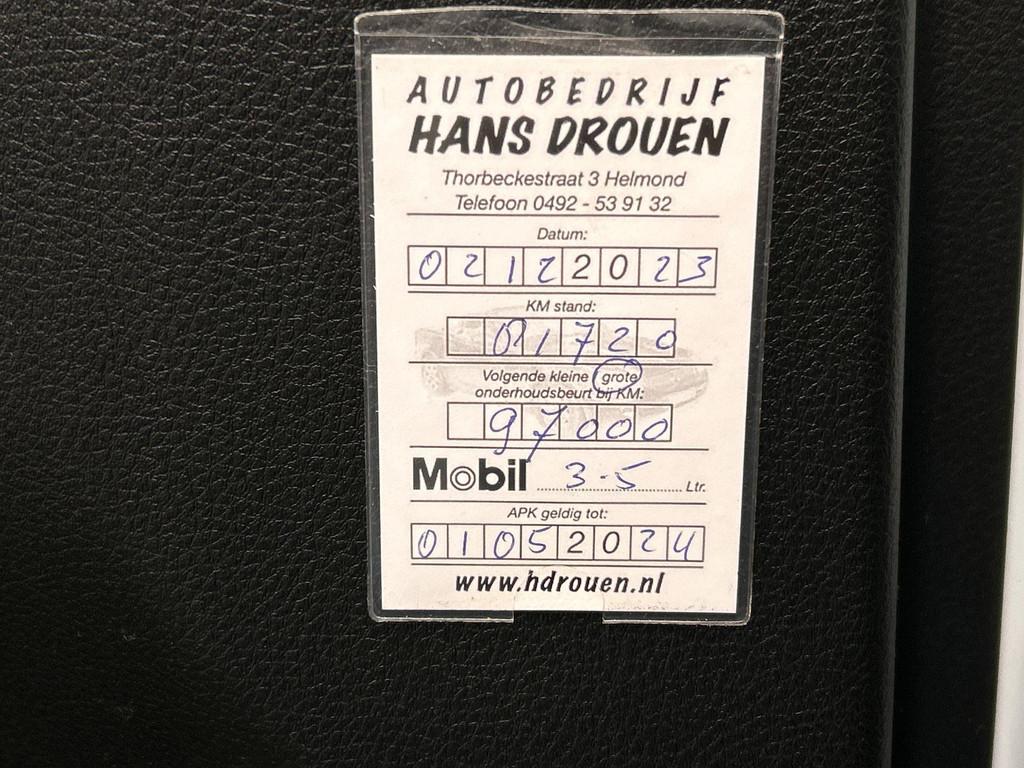 AUTOBEDRIJF
HANS DROUEN
Thorbeckestraat 3 Helmond
Telefoon 0492 - 53 91 32
Datum:
02122023
KM stand:
81720
Volgende kleine / grote
onderhoudsbeurt bij KM:
97000
Mobil 3.5 Ltr.
APK geldig tot:
01052024
www.hdrouen.nl